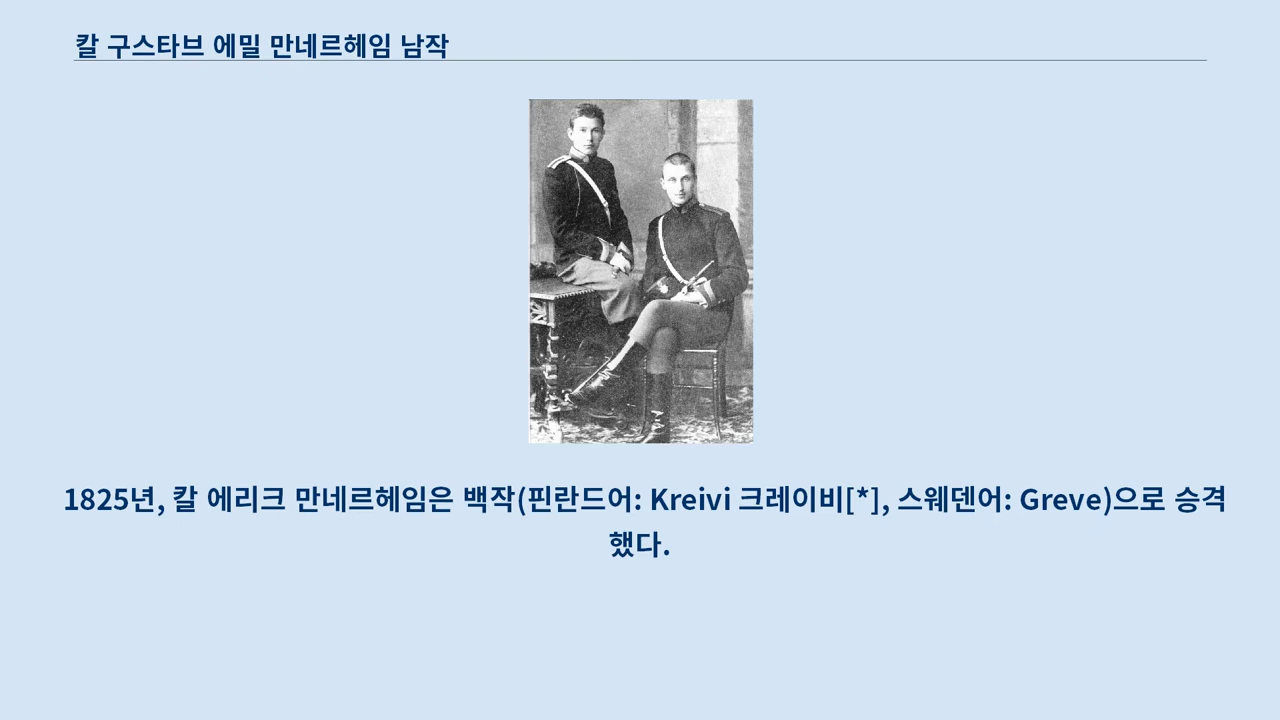 칼 구스타브 에밀 만네르헤임 남작
1825년, 칼 에리크 만네르헤임은 백작(핀란드어: Kreivi 크레이비[*], 스웨덴어: Greve)으로 승격
했다.